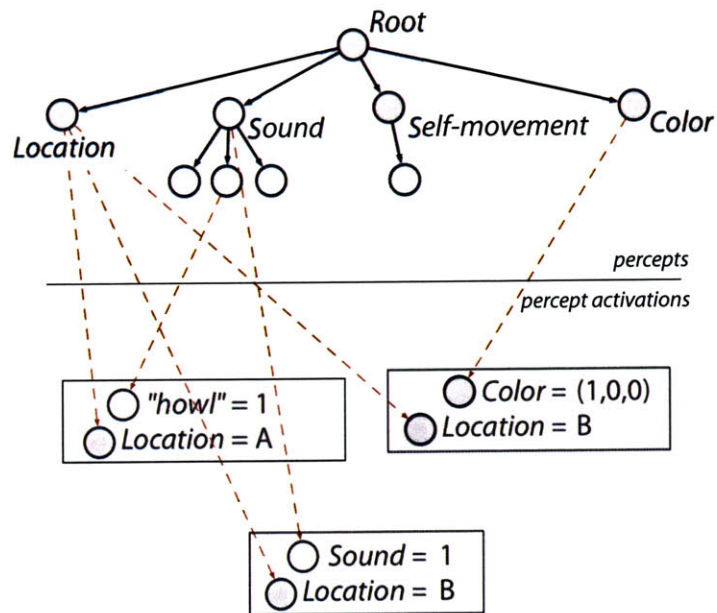 Root
Location
Sound
Self-movement
Color
percepts
percept activations
"howl" = 1
Location = A
Color = (1,0,0)
Location = B
Sound = 1
Location = B